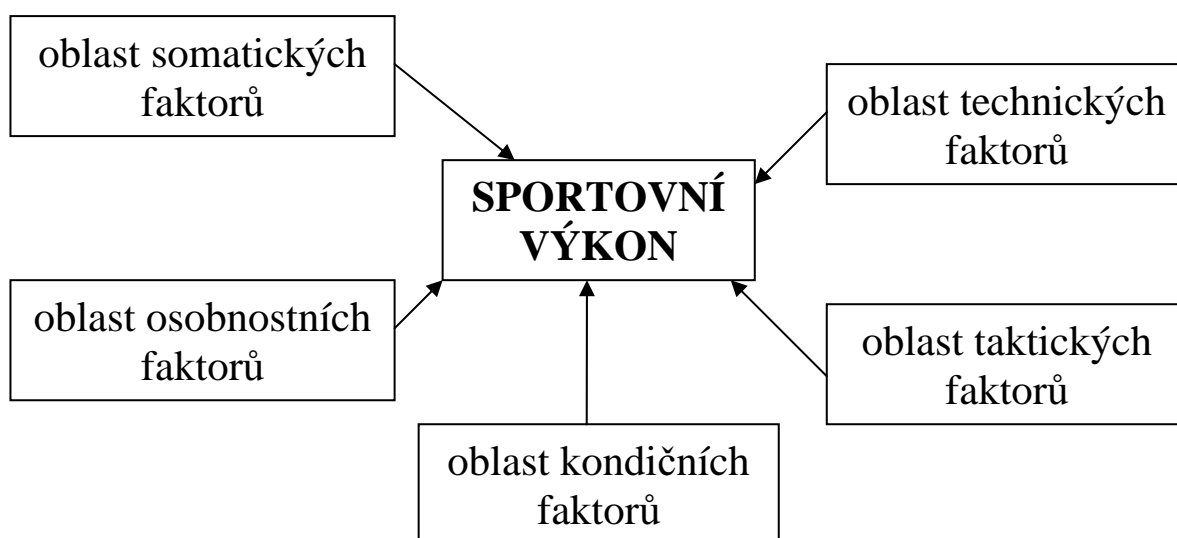 oblast somatických
faktorů
oblast technických
faktorů
SPORTOVNÍ
VÝKON
oblast osobnostních
faktorů
oblast taktických
faktorů
oblast kondičních
faktorů